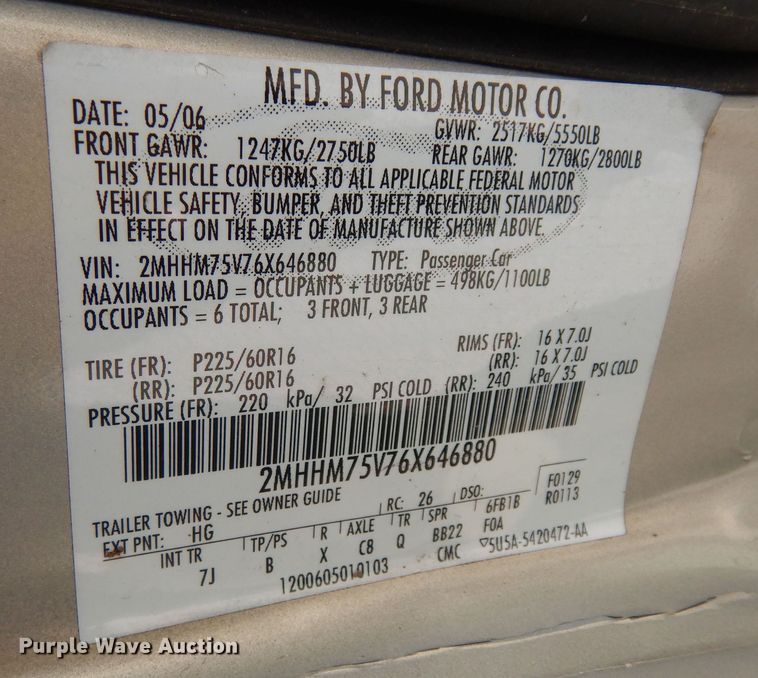 MFD. BY FORD MOTOR CO.
DATE: 05/06 GVWR: 2517KG/5550LB
FRONT GAWR: 1247KG/2750LB REAR GAWR: 1270KG/2800LB
THIS VEHICLE CONFORMS TO ALL APPLICABLE FEDERAL MOTOR
VEHICLE SAFETY, BUMPER, AND THEFT PREVENTION STANDARDS
IN EFFECT ON THE DATE OF MANUFACTURE SHOWN ABOVE.
VIN: 2MHHM75V76X646880 TYPE: Passenger Car
MAXIMUM LOAD = OCCUPANTS + LUGGAGE = 498KG/1100LB
OCCUPANTS = 6 TOTAL; 3 FRONT, 3 REAR
TIRE (FR): P225/60R16 RIMS (FR): 16 X 7.0J
(RR): P225/60R16 (RR): 16 X 7.0J
PRESSURE (FR): 220 kPa/ 32 PSI COLD (RR): 240 kPa/ 35 PSI COLD
2MHHM75V76X646880
TRAILER TOWING - SEE OWNER GUIDE F0129
EXT PNT: HG RC: 26 DSO: 6FB1B R0113
INT TR TP/PS R AXLE TR SPR F0A
7J B X C8 Q BB22 ▽5U5A-5420472-AA
1200605010103 CMC
Purple Wave Auction